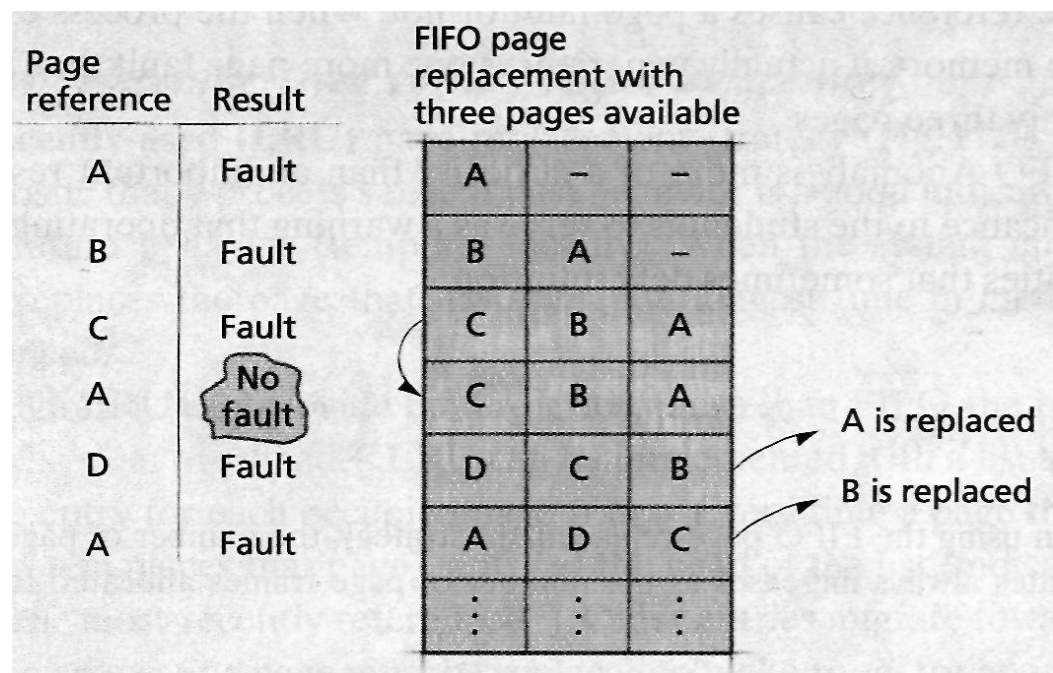 Page
reference Result
FIFO page
replacement with
three pages available
A Fault A – –
B Fault B A –
C Fault C B A
A No fault C B A
D Fault D C B
A is replaced
A Fault A D C
B is replaced
⋮ ⋮ ⋮